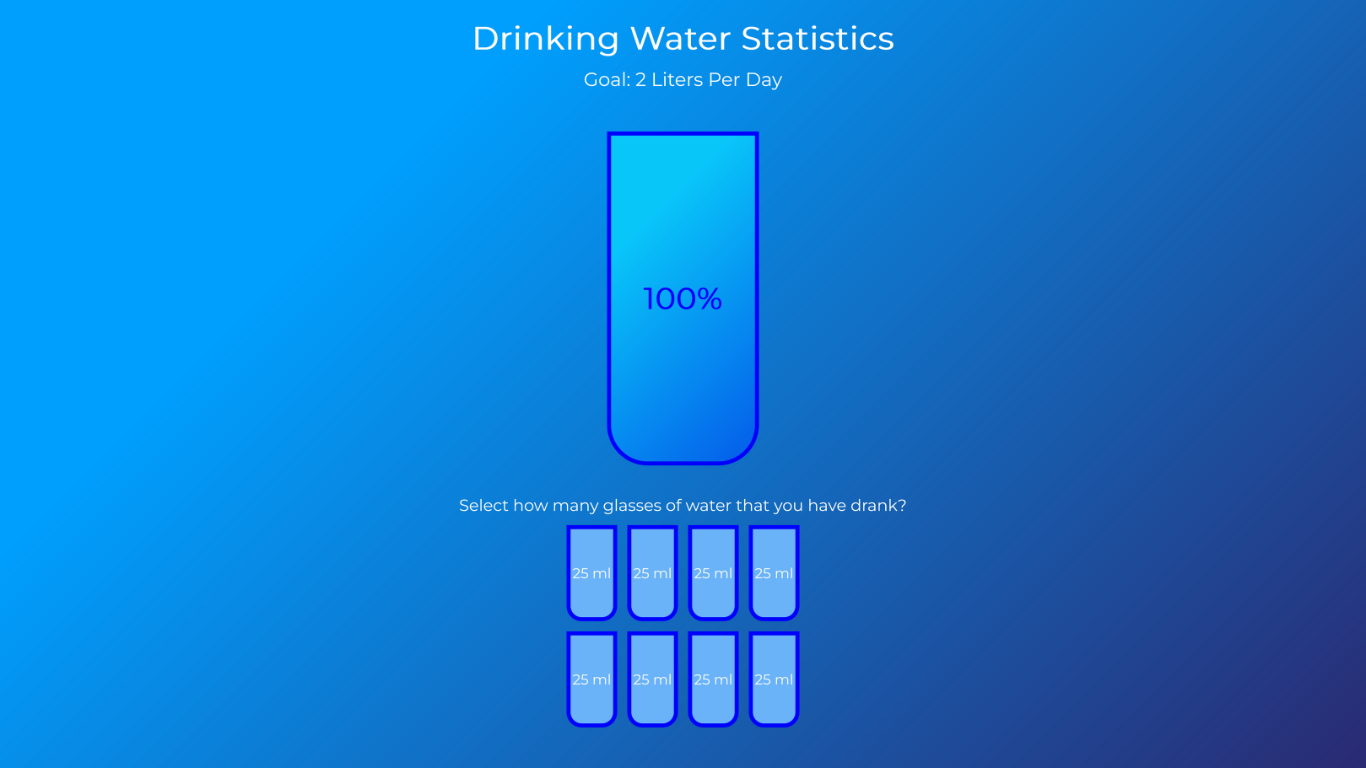 Drinking Water Statistics
Goal: 2 Liters Per Day
100%
Select how many glasses of water that you have drank?
25 ml 25 ml 25 ml 25 ml
25 ml 25 ml 25 ml 25 ml